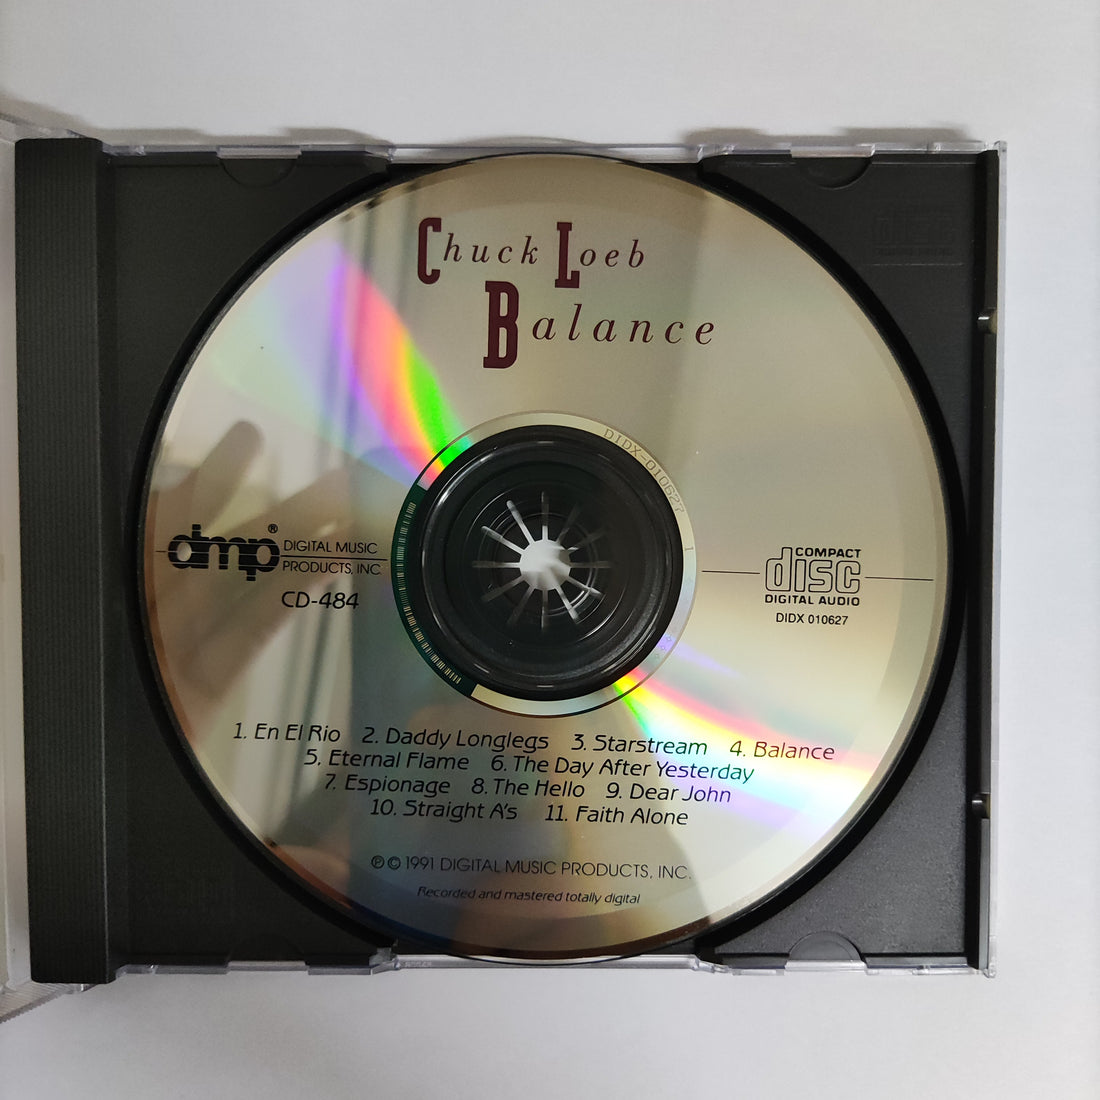 Chuck Loeb
Balance
DIDX-010627 1
dmp®
DIGITAL MUSIC
PRODUCTS, INC.
CD-484
COMPACT
disc
DIGITAL AUDIO
DIDX 010627
1. En El Rio 2. Daddy Longlegs 3. Starstream 4. Balance
5. Eternal Flame 6. The Day After Yesterday
7. Espionage 8. The Hello 9. Dear John
10. Straight A's 11. Faith Alone
℗ © 1991 DIGITAL MUSIC PRODUCTS, INC.
Recorded and mastered totally digital